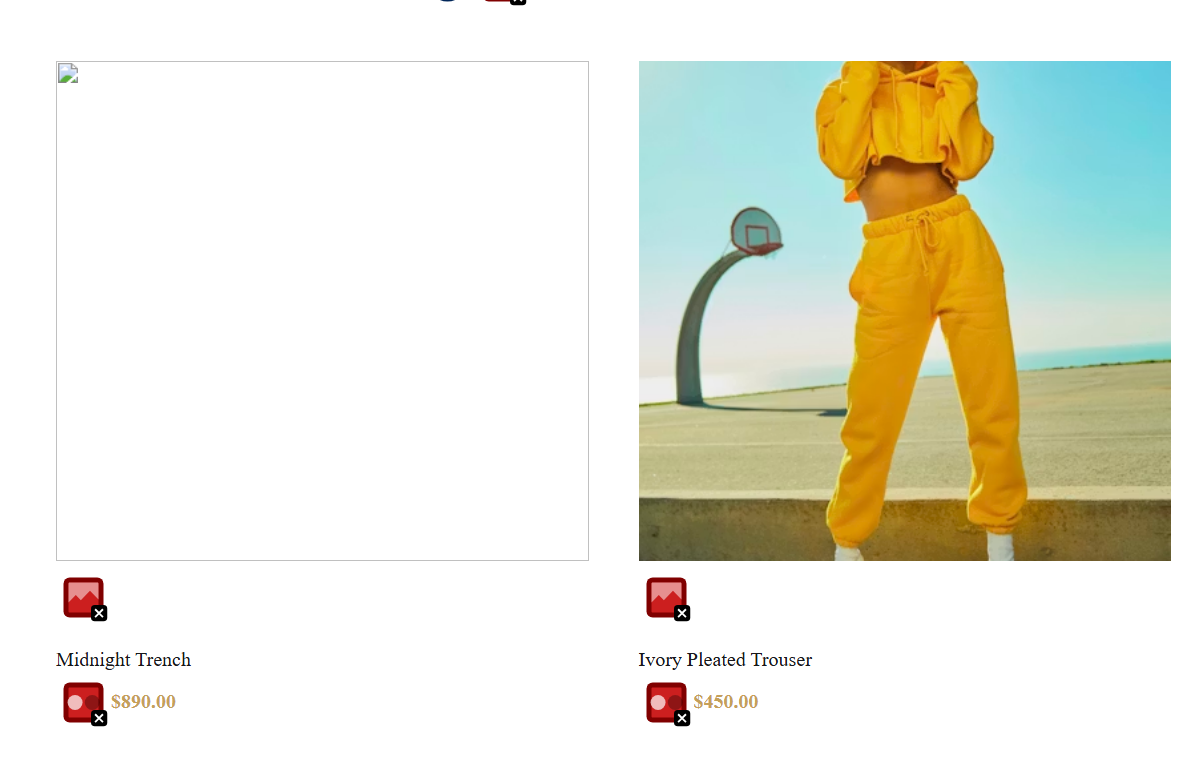 Midnight Trench
Ivory Pleated Trouser
$890.00
$450.00